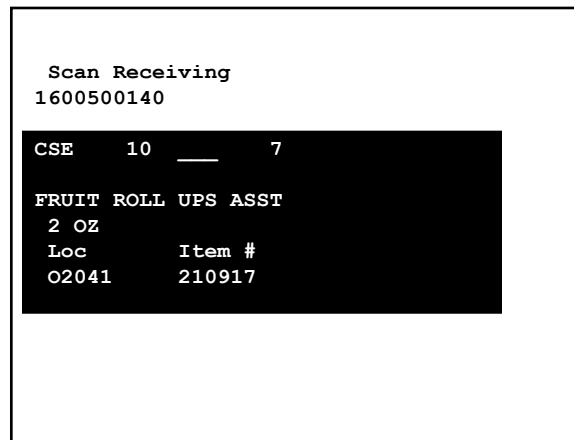 Scan Receiving
1600500140
CSE 10 ___ 7
FRUIT ROLL UPS ASST
2 OZ
Loc Item #
O2041 210917